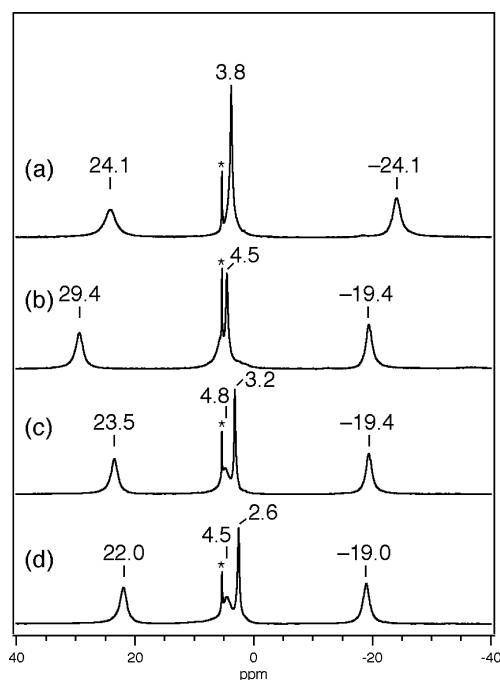 3.8
(a) 24.1 * –24.1
(b) 29.4 * 4.5 –19.4
(c) 23.5 4.8 * 3.2 –19.4
(d) 22.0 4.5 * 2.6 –19.0
40 20 0 -20 -40
ppm